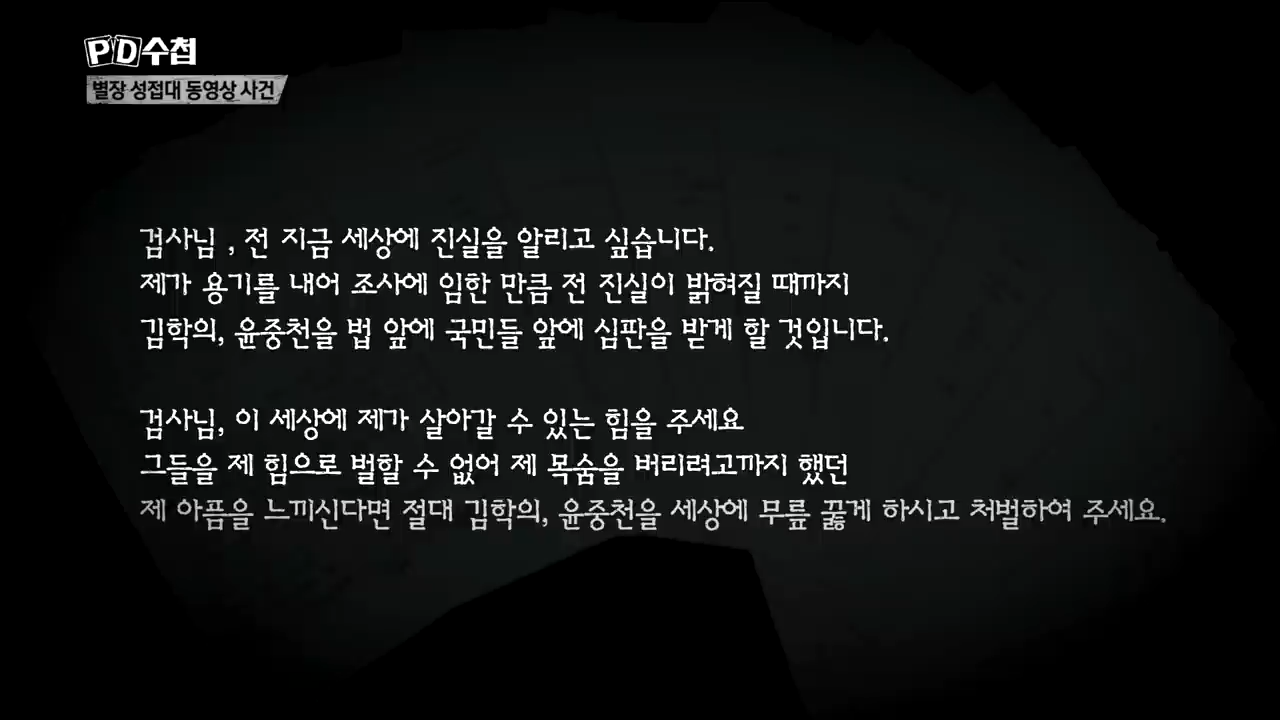 PD수첩
별장 성접대 동영상 사건
검사님 , 전 지금 세상에 진실을 알리고 싶습니다.
제가 용기를 내어 조사에 임한 만큼 전 진실이 밝혀질 때까지
김학의, 윤중천을 법 앞에 국민들 앞에 심판을 받게 할 것입니다.
검사님, 이 세상에 제가 살아갈 수 있는 힘을 주세요
그들을 제 힘으로 벌할 수 없어 제 목숨을 버리려고까지 했던
제 아픔을 느끼신다면 절대 김학의, 윤중천을 세상에 무릎 꿇게 하시고 처벌하여 주세요.